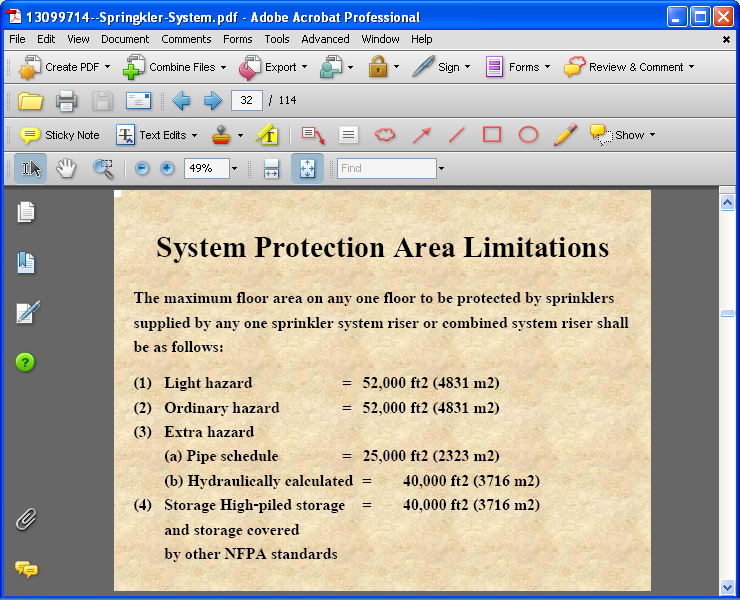 13099714--Springkler-System.pdf - Adobe Acrobat Professional
File Edit View Document Comments Forms Tools Advanced Window Help
Create PDF Combine Files Export Sign Forms Review & Comment
32 / 114
Sticky Note Text Edits Show
49% Find
System Protection Area Limitations
The maximum floor area on any one floor to be protected by sprinklers
supplied by any one sprinkler system riser or combined system riser shall
be as follows:
(1) Light hazard = 52,000 ft2 (4831 m2)
(2) Ordinary hazard = 52,000 ft2 (4831 m2)
(3) Extra hazard
(a) Pipe schedule = 25,000 ft2 (2323 m2)
(b) Hydraulically calculated = 40,000 ft2 (3716 m2)
(4) Storage High-piled storage = 40,000 ft2 (3716 m2)
and storage covered
by other NFPA standards